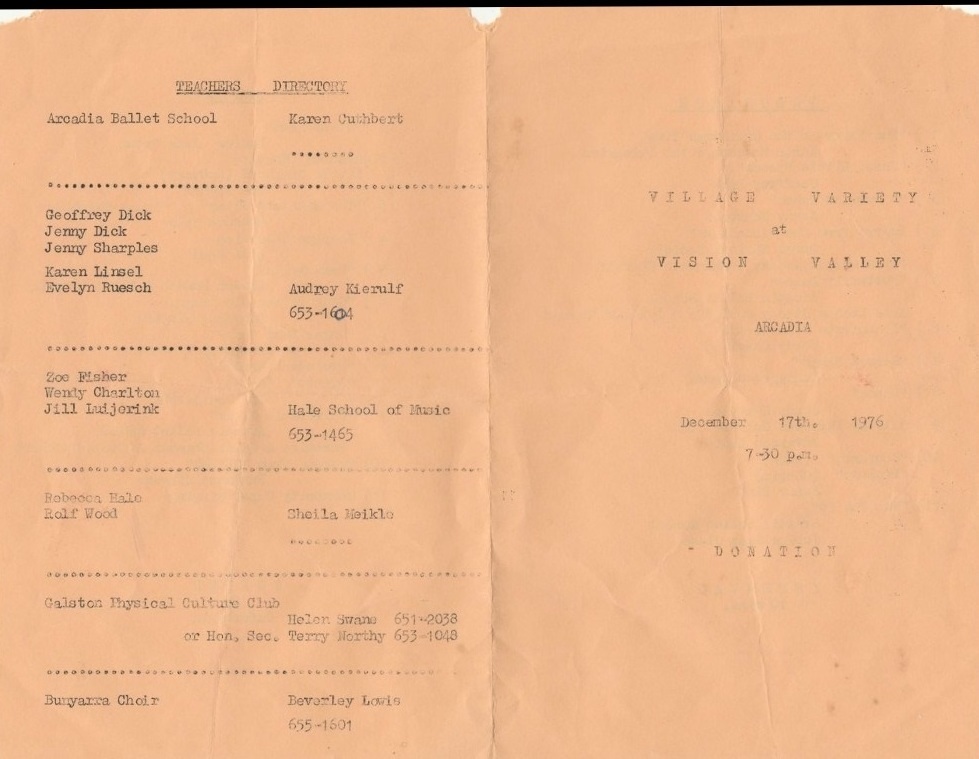 TEACHERS DIRECTORY
Arcadia Ballet School Karen Cuthbert
Geoffrey Dick
Jenny Dick
Jenny Sharples
Karen Linsel
Evelyn Ruesch Audrey Kierulf
653-1604
Zoe Fisher
Wendy Charlton
Jill Luijerink Hale School of Music
653-1465
Rebecca Hale
Rolf Wood Sheila Meikle
Galston Physical Culture Club
Helen Swane 651-2038
or Hon. Sec. Terry Northy 653-1048
Bunyarra Choir Beverley Lewis
655-1601
VILLAGE VARIETY
at
VISION VALLEY
ARCADIA
December 17th. 1976
7-30 p.m.
- DONATION